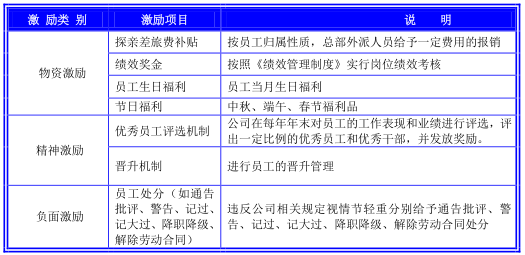 激 励类 别 激励项目 说 明
物资激励
探亲差旅费补贴 按员工归属性质，总部外派人员给予一定费用的报销
绩效奖金 按照《绩效管理制度》实行岗位绩效考核
员工生日福利 员工当月生日福利
节日福利 中秋、端午、春节福利品
精神激励
优秀员工评选机制 公司在每年年末对员工的工作表现和业绩进行评选，评
出一定比例的优秀员工和优秀干部，并发放奖励。
晋升机制 进行员工的晋升管理
负面激励
员工处分（如通告
批评、警告、记过、
记大过、降职降级、
解除劳动合同）
违反公司相关规定视情节轻重分别给予通告批评、警
告、记过、记大过、降职降级、解除劳动合同处分